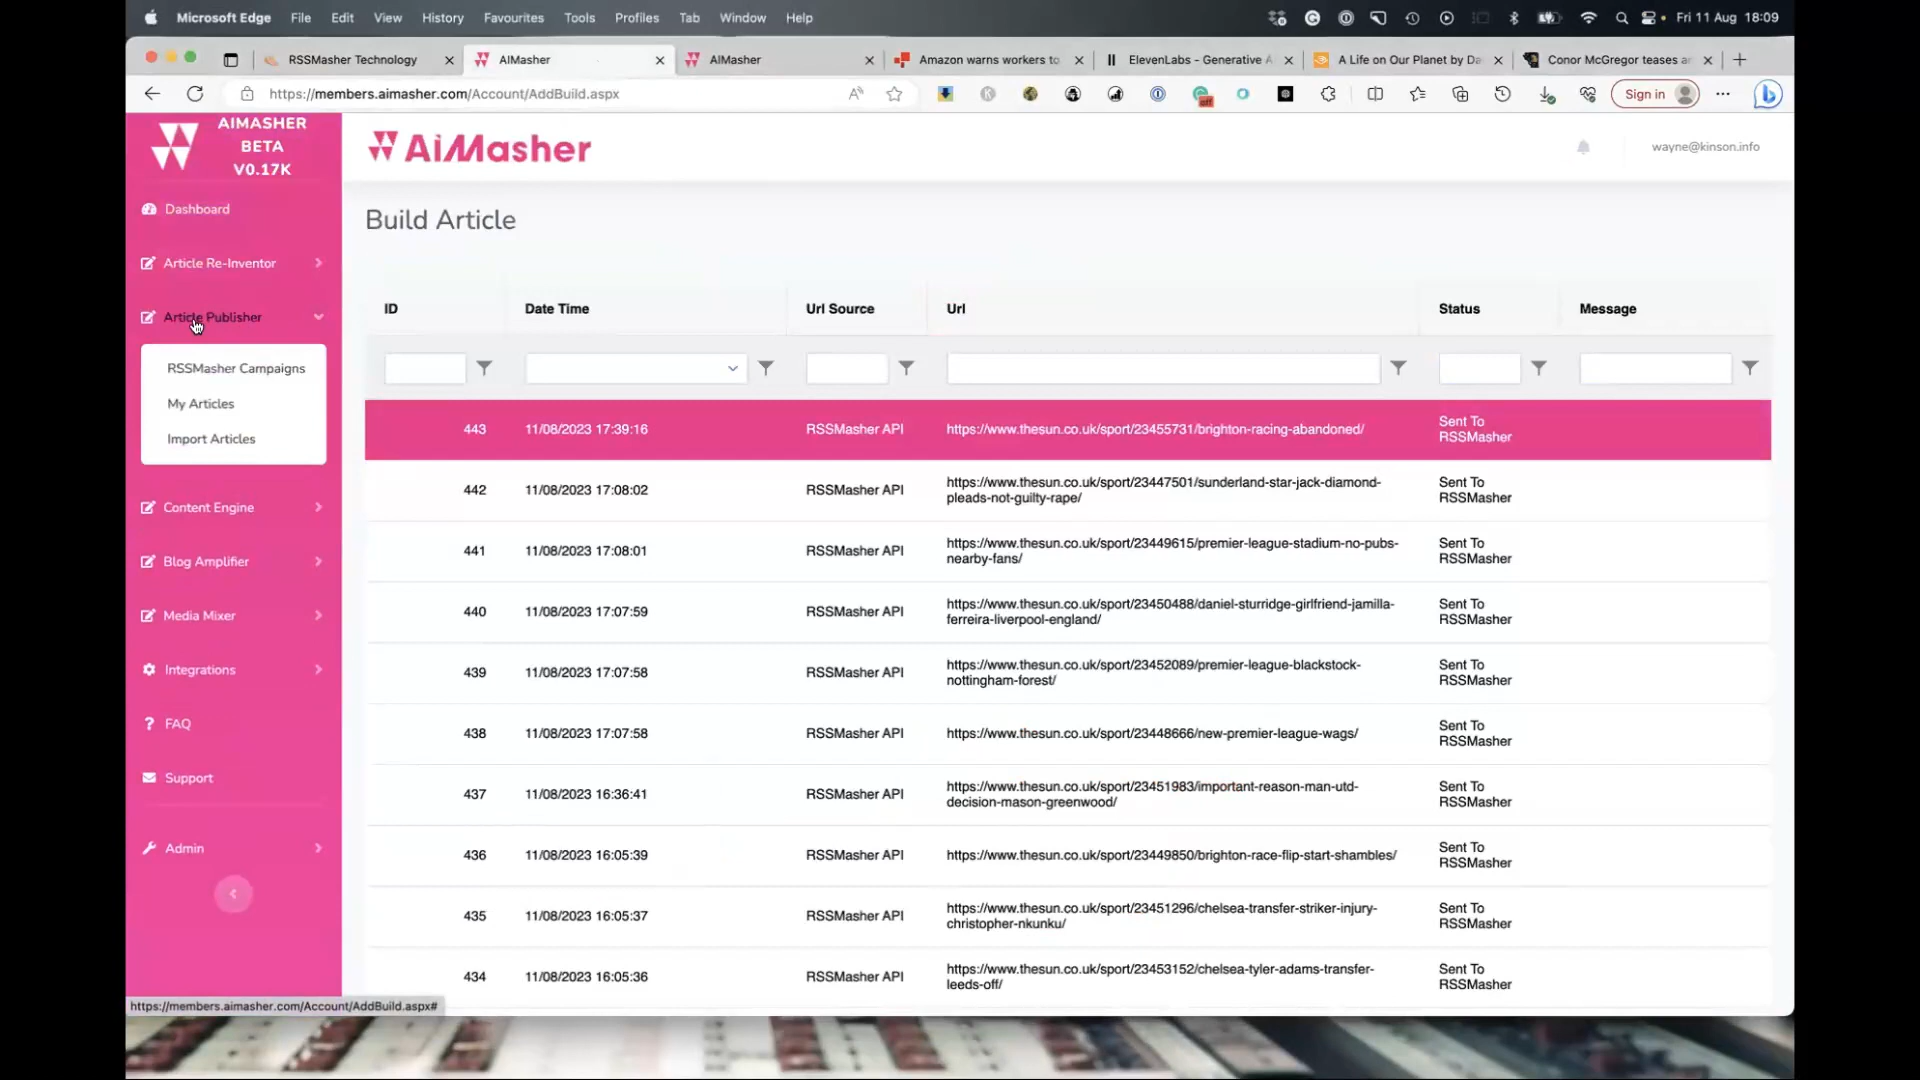 Microsoft Edge File Edit View History Favourites Tools Profiles Tab Window Help Fri 11 Aug 18:09
RSSMasher Technology AIMasher AIMasher Amazon warns workers to ElevenLabs - Generative A A Life on Our Planet by Da Conor McGregor teases a
https://members.aimasher.com/Account/AddBuild.aspx Sign in
AIMASHER
BETA
V0.17K
AiMasher
wayne@kinson.info
Dashboard
Article Re-Inventor
Article Publisher
RSSMasher Campaigns
My Articles
Import Articles
Content Engine
Blog Amplifier
Media Mixer
Integrations
? FAQ
Support
Admin
https://members.aimasher.com/Account/AddBuild.aspx#
Build Article
ID Date Time Url Source Url Status Message
443 11/08/2023 17:39:16 RSSMasher API https://www.thesun.co.uk/sport/23455731/brighton-racing-abandoned/ Sent To
RSSMasher
442 11/08/2023 17:08:02 RSSMasher API https://www.thesun.co.uk/sport/23447501/sunderland-star-jack-diamond- Sent To
pleads-not-guilty-rape/ RSSMasher
441 11/08/2023 17:08:01 RSSMasher API https://www.thesun.co.uk/sport/23449615/premier-league-stadium-no-pubs- Sent To
nearby-fans/ RSSMasher
440 11/08/2023 17:07:59 RSSMasher API https://www.thesun.co.uk/sport/23450488/daniel-sturridge-girlfriend-jamilla- Sent To
ferreira-liverpool-england/ RSSMasher
439 11/08/2023 17:07:58 RSSMasher API https://www.thesun.co.uk/sport/23452089/premier-league-blackstock- Sent To
nottingham-forest/ RSSMasher
438 11/08/2023 17:07:58 RSSMasher API https://www.thesun.co.uk/sport/23448666/new-premier-league-wags/ Sent To
RSSMasher
437 11/08/2023 16:36:41 RSSMasher API https://www.thesun.co.uk/sport/23451983/important-reason-man-utd- Sent To
decision-mason-greenwood/ RSSMasher
436 11/08/2023 16:05:39 RSSMasher API https://www.thesun.co.uk/sport/23449850/brighton-race-flip-start-shambles/ Sent To
RSSMasher
435 11/08/2023 16:05:37 RSSMasher API https://www.thesun.co.uk/sport/23451296/chelsea-transfer-striker-injury- Sent To
christopher-nkunku/ RSSMasher
434 11/08/2023 16:05:36 RSSMasher API https://www.thesun.co.uk/sport/23453152/chelsea-tyler-adams-transfer- Sent To
leeds-off/ RSSMasher